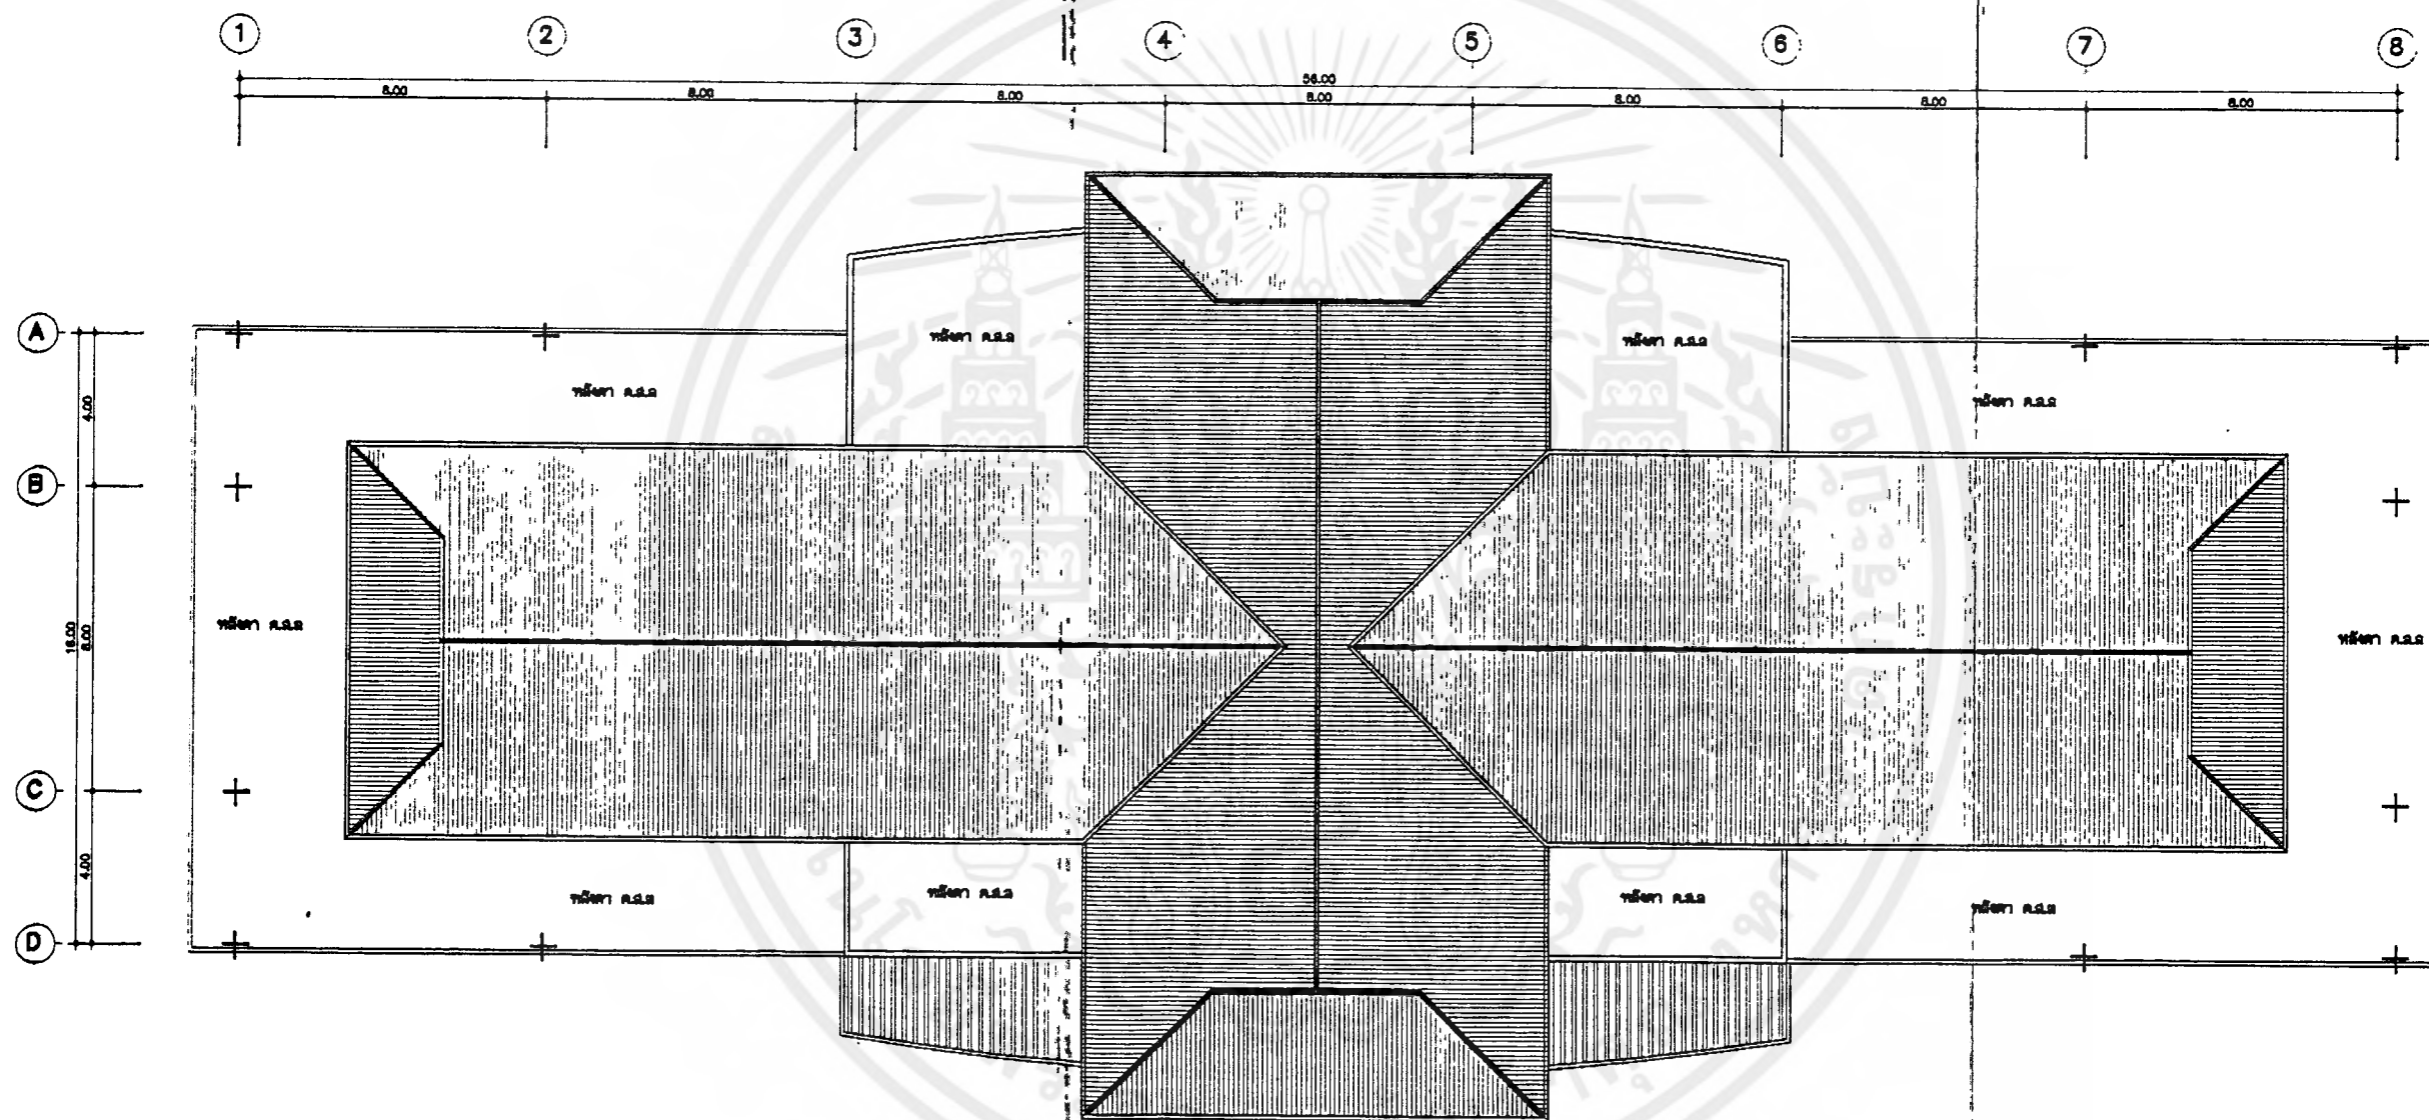 1 2 3 4 5 6 7 8
56.00
8.00 8.00 8.00 8.00 8.00 8.00 8.00
A
หลังคา ค.ส.ล หลังคา ค.ส.ล
หลังคา ค.ส.ล หลังคา ค.ส.ล
4.00
B
หลังคา ค.ส.ล หลังคา ค.ส.ล
16.00
8.00
C
4.00
หลังคา ค.ส.ล หลังคา ค.ส.ล หลังคา ค.ส.ล หลังคา ค.ส.ล
D